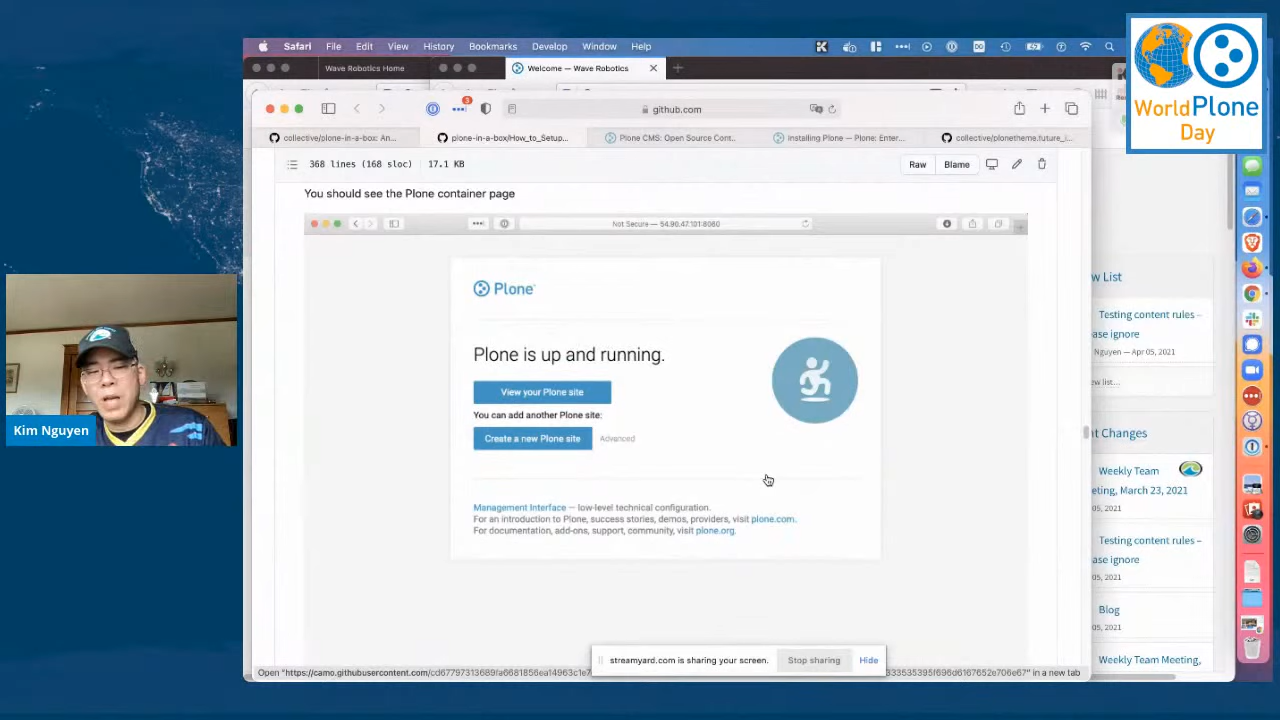 Safari File Edit View History Bookmarks Develop Window Help
Wave Robotics Home
Welcome — Wave Robotics
github.com
collective/plone-in-a-box: An...
plone-in-a-box/How_to_Setup...
Plone CMS: Open Source Cont...
Installing Plone — Plone: Enter...
collective/plonetheme.future_i...
368 lines (168 sloc) 17.1 KB
Raw Blame
You should see the Plone container page
Not Secure — 54.90.47.101:8080
Plone
Plone is up and running.
View your Plone site
You can add another Plone site:
Create a new Plone site Advanced
Management Interface — low-level technical configuration.
For an introduction to Plone, success stories, demos, providers, visit plone.com.
For documentation, add-ons, support, community, visit plone.org.
streamyard.com is sharing your screen. Stop sharing Hide
in a new tab
World Plone
Day
w List
Testing content rules –
ase ignore
Nguyen — Apr 05, 2021
ew list...
t Changes
Weekly Team
eting, March 23, 2021
05, 2021
Testing content rules –
ase ignore
05, 2021
Blog
05, 2021
Weekly Team Meeting,
Kim Nguyen